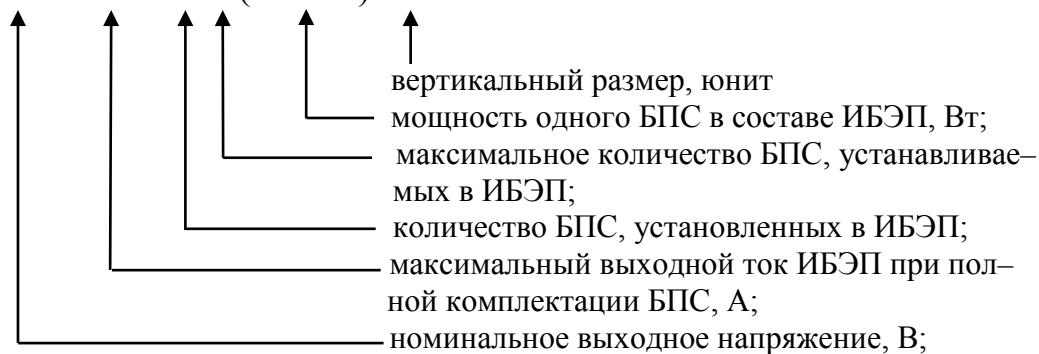 вертикальный размер, юнит
мощность одного БПС в составе ИБЭП, Вт;
максимальное количество БПС, устанавливае–
мых в ИБЭП;
количество БПС, установленных в ИБЭП;
максимальный выходной ток ИБЭП при пол–
ной комплектации БПС, А;
номинальное выходное напряжение, В;